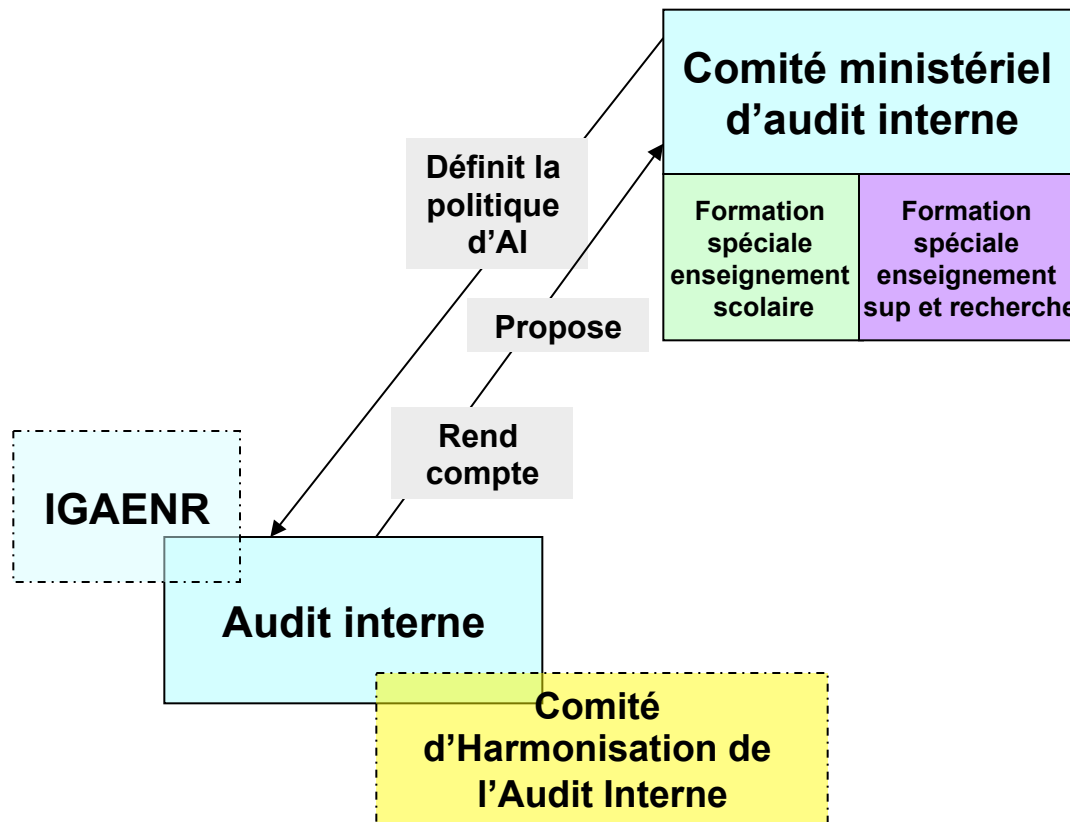 Comité ministériel
d’audit interne
Définit la
politique
d’AI
Formation
spéciale
enseignement
scolaire
Formation
spéciale
enseignement
sup et recherche
Propose
Rend
compte
IGAENR
Audit interne
Comité
d’Harmonisation de
l’Audit Interne